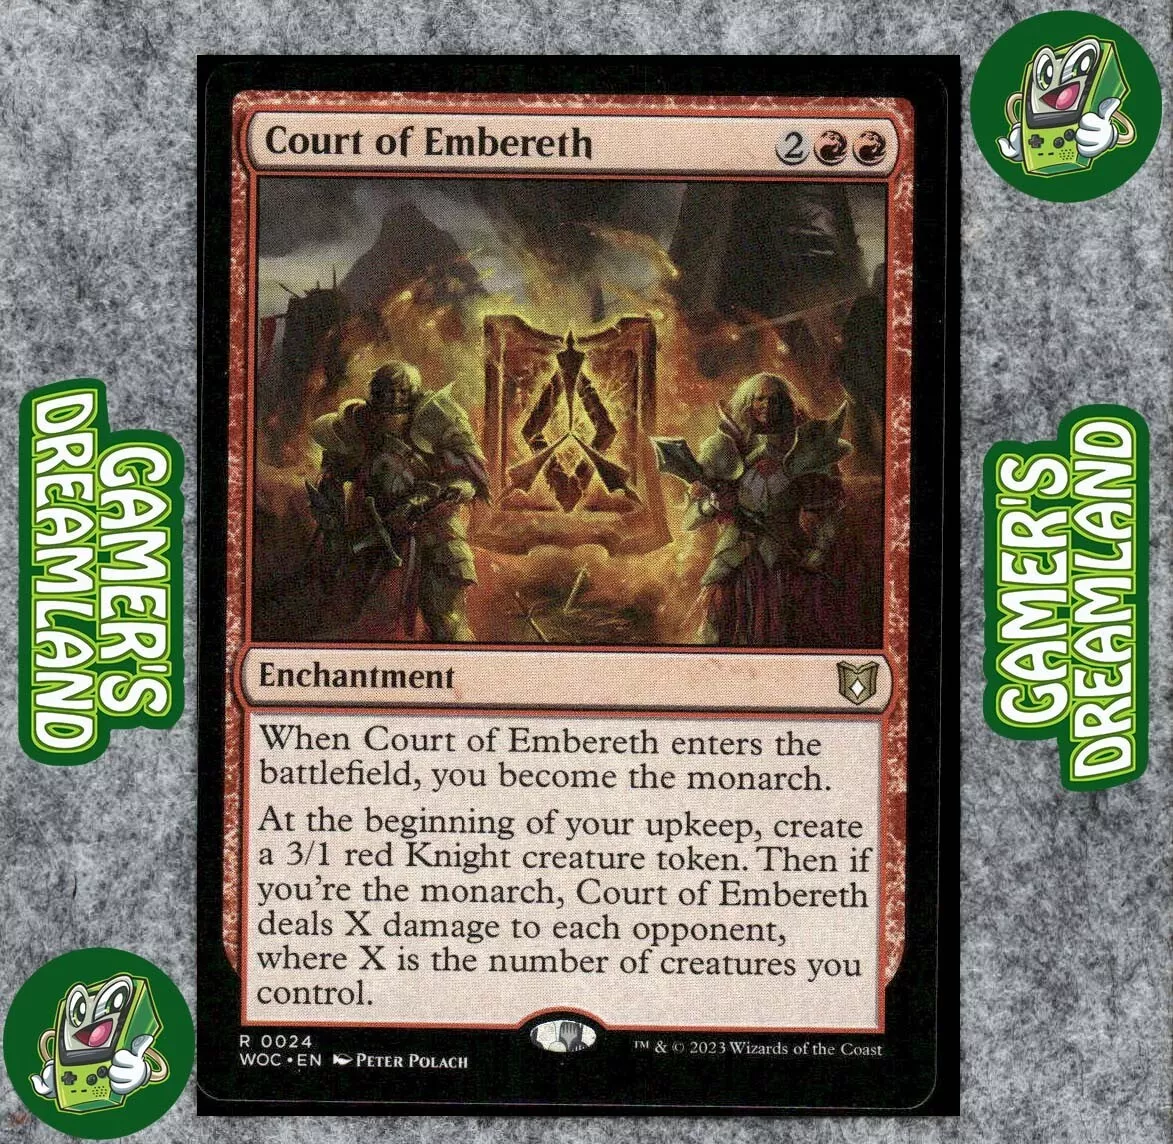 Court of Embereth
2
Enchantment
When Court of Embereth enters the
battlefield, you become the monarch.
At the beginning of your upkeep, create
a 3/1 red Knight creature token. Then if
you're the monarch, Court of Embereth
deals X damage to each opponent,
where X is the number of creatures you
control.
R 0024
WOC • EN PETER POLACH
™ & © 2023 Wizards of the Coast
GAMER'S
DREAMLAND
GAMER'S
DREAMLAND